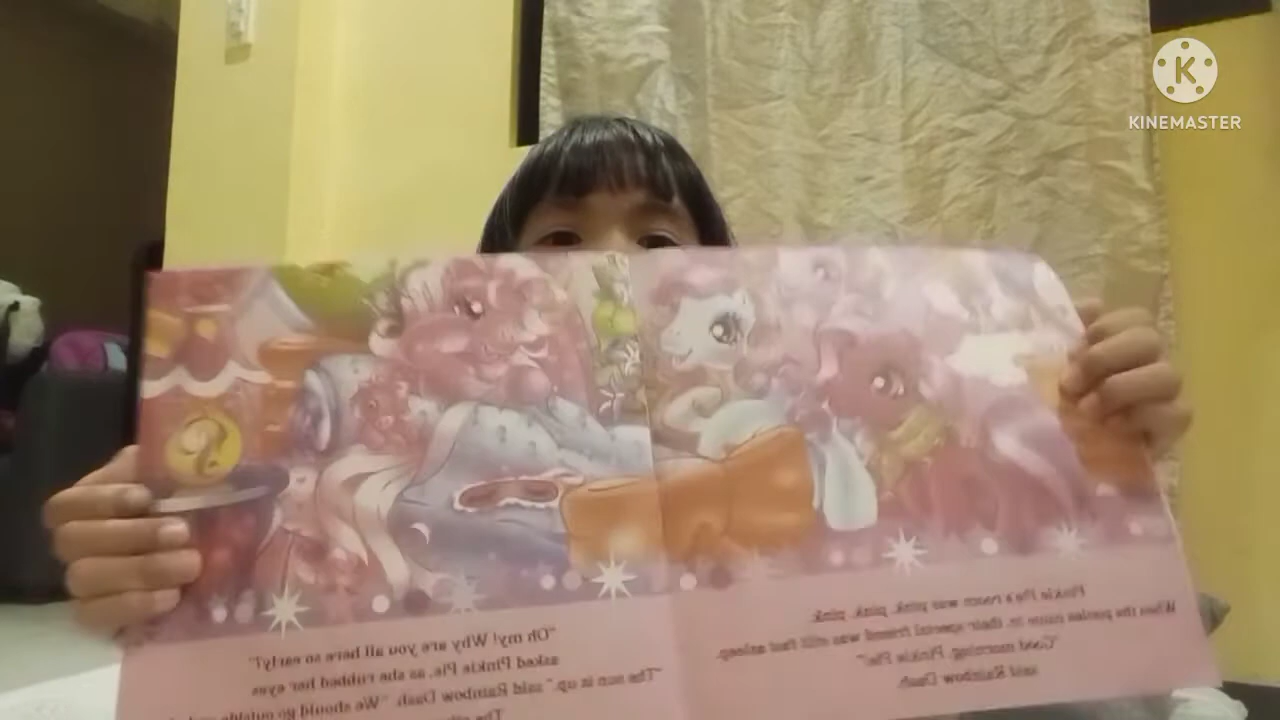 KINEMASTER
Pinkie Pie's room was pink, pink, pink.
When the ponies came in, their special friend was still fast asleep.
"Good morning, Pinkie Pie!"
said Rainbow Dash.
"Oh my! Why are you all here so early?"
asked Pinkie Pie, as she rubbed her eyes
"The sun is up," said Rainbow Dash. "We should go outside
The